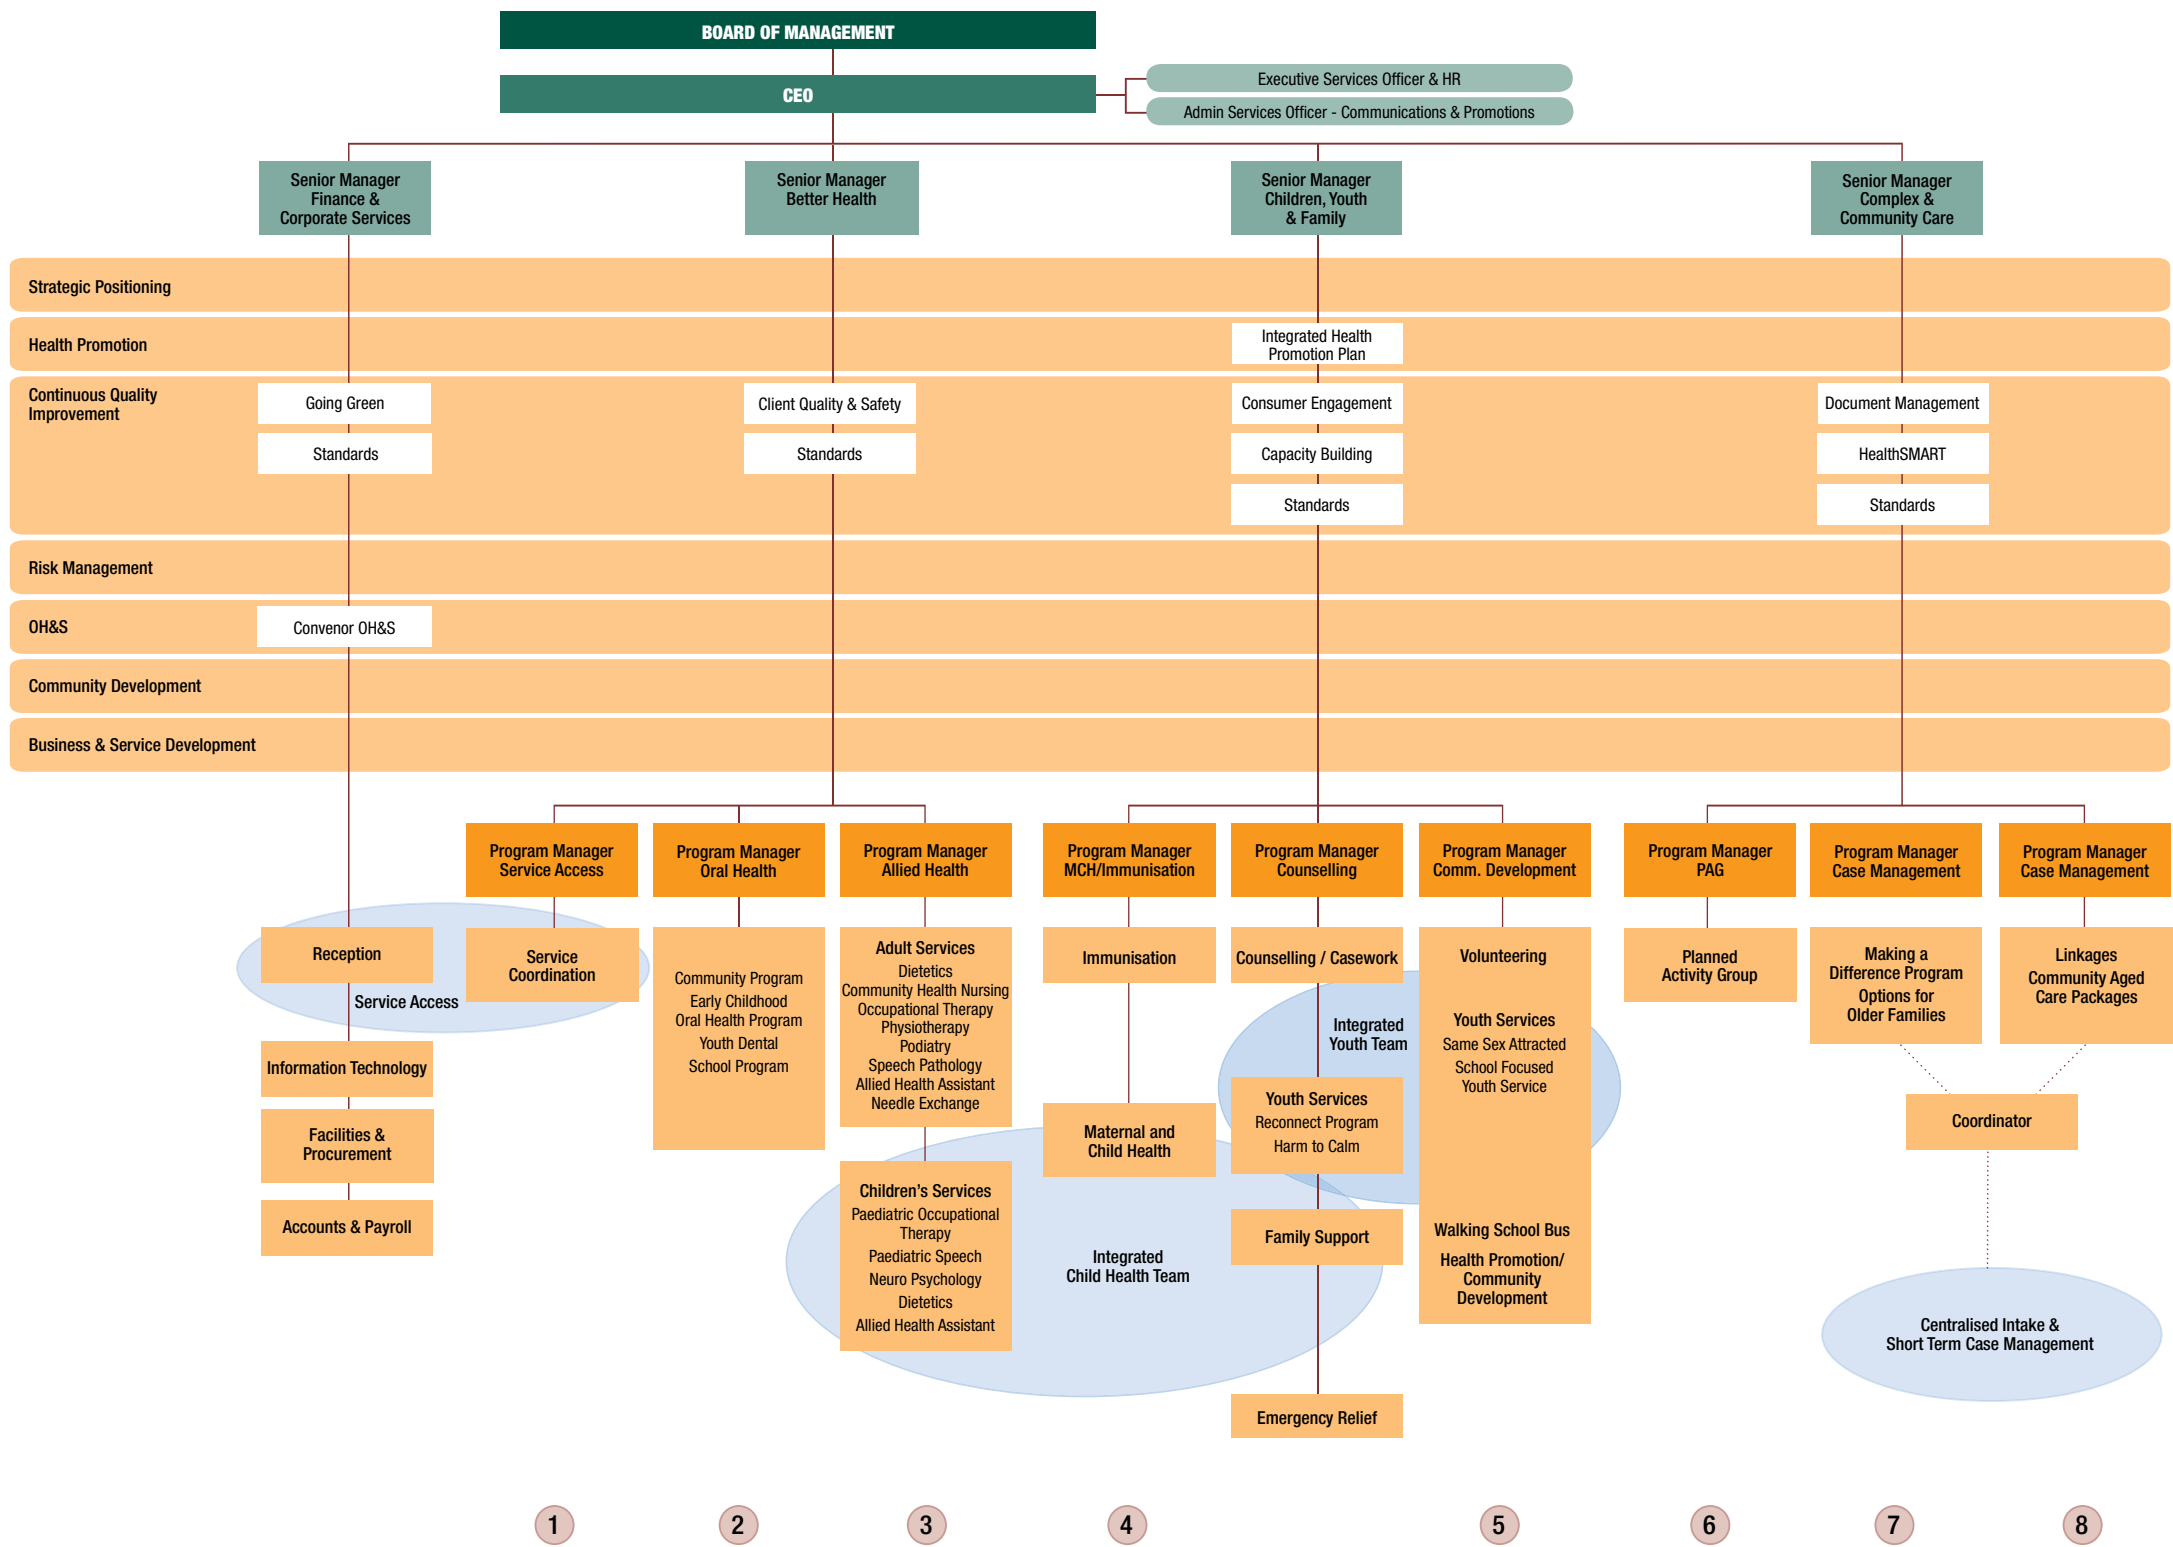 BOARD OF MANAGEMENT
CEO
Executive Services Officer & HR
Admin Services Officer - Communications & Promotions
Senior Manager
Finance &
Corporate Services
Senior Manager
Better Health
Senior Manager
Children, Youth
& Family
Senior Manager
Complex &
Community Care
Strategic Positioning
Health Promotion
Integrated Health
Promotion Plan
Continuous Quality
Improvement
Going Green
Client Quality & Safety
Consumer Engagement
Document Management
Standards
Standards
Capacity Building
HealthSMART
Standards
Standards
Risk Management
OH&S
Convenor OH&S
Community Development
Business & Service Development
Program Manager
Service Access
Program Manager
Oral Health
Program Manager
Allied Health
Program Manager
MCH/Immunisation
Program Manager
Counselling
Program Manager
Comm. Development
Program Manager
PAG
Program Manager
Case Management
Program Manager
Case Management
Reception
Service Access
Information Technology
Facilities &
Procurement
Accounts & Payroll
Service
Coordination
Community Program
Early Childhood
Oral Health Program
Youth Dental
School Program
Adult Services
Dietetics
Community Health Nursing
Occupational Therapy
Physiotherapy
Podiatry
Speech Pathology
Allied Health Assistant
Needle Exchange
Children's Services
Paediatric Occupational
Therapy
Paediatric Speech
Neuro Psychology
Dietetics
Allied Health Assistant
Immunisation
Maternal and
Child Health
Integrated
Child Health Team
Counselling / Casework
Integrated
Youth Team
Youth Services
Reconnect Program
Harm to Calm
Family Support
Emergency Relief
Volunteering
Youth Services
Same Sex Attracted
School Focused
Youth Service
Walking School Bus
Health Promotion/
Community
Development
Planned
Activity Group
Making a
Difference Program
Options for
Older Families
Linkages
Community Aged
Care Packages
Coordinator
Centralised Intake &
Short Term Case Management
1
2
3
4
5
6
7
8